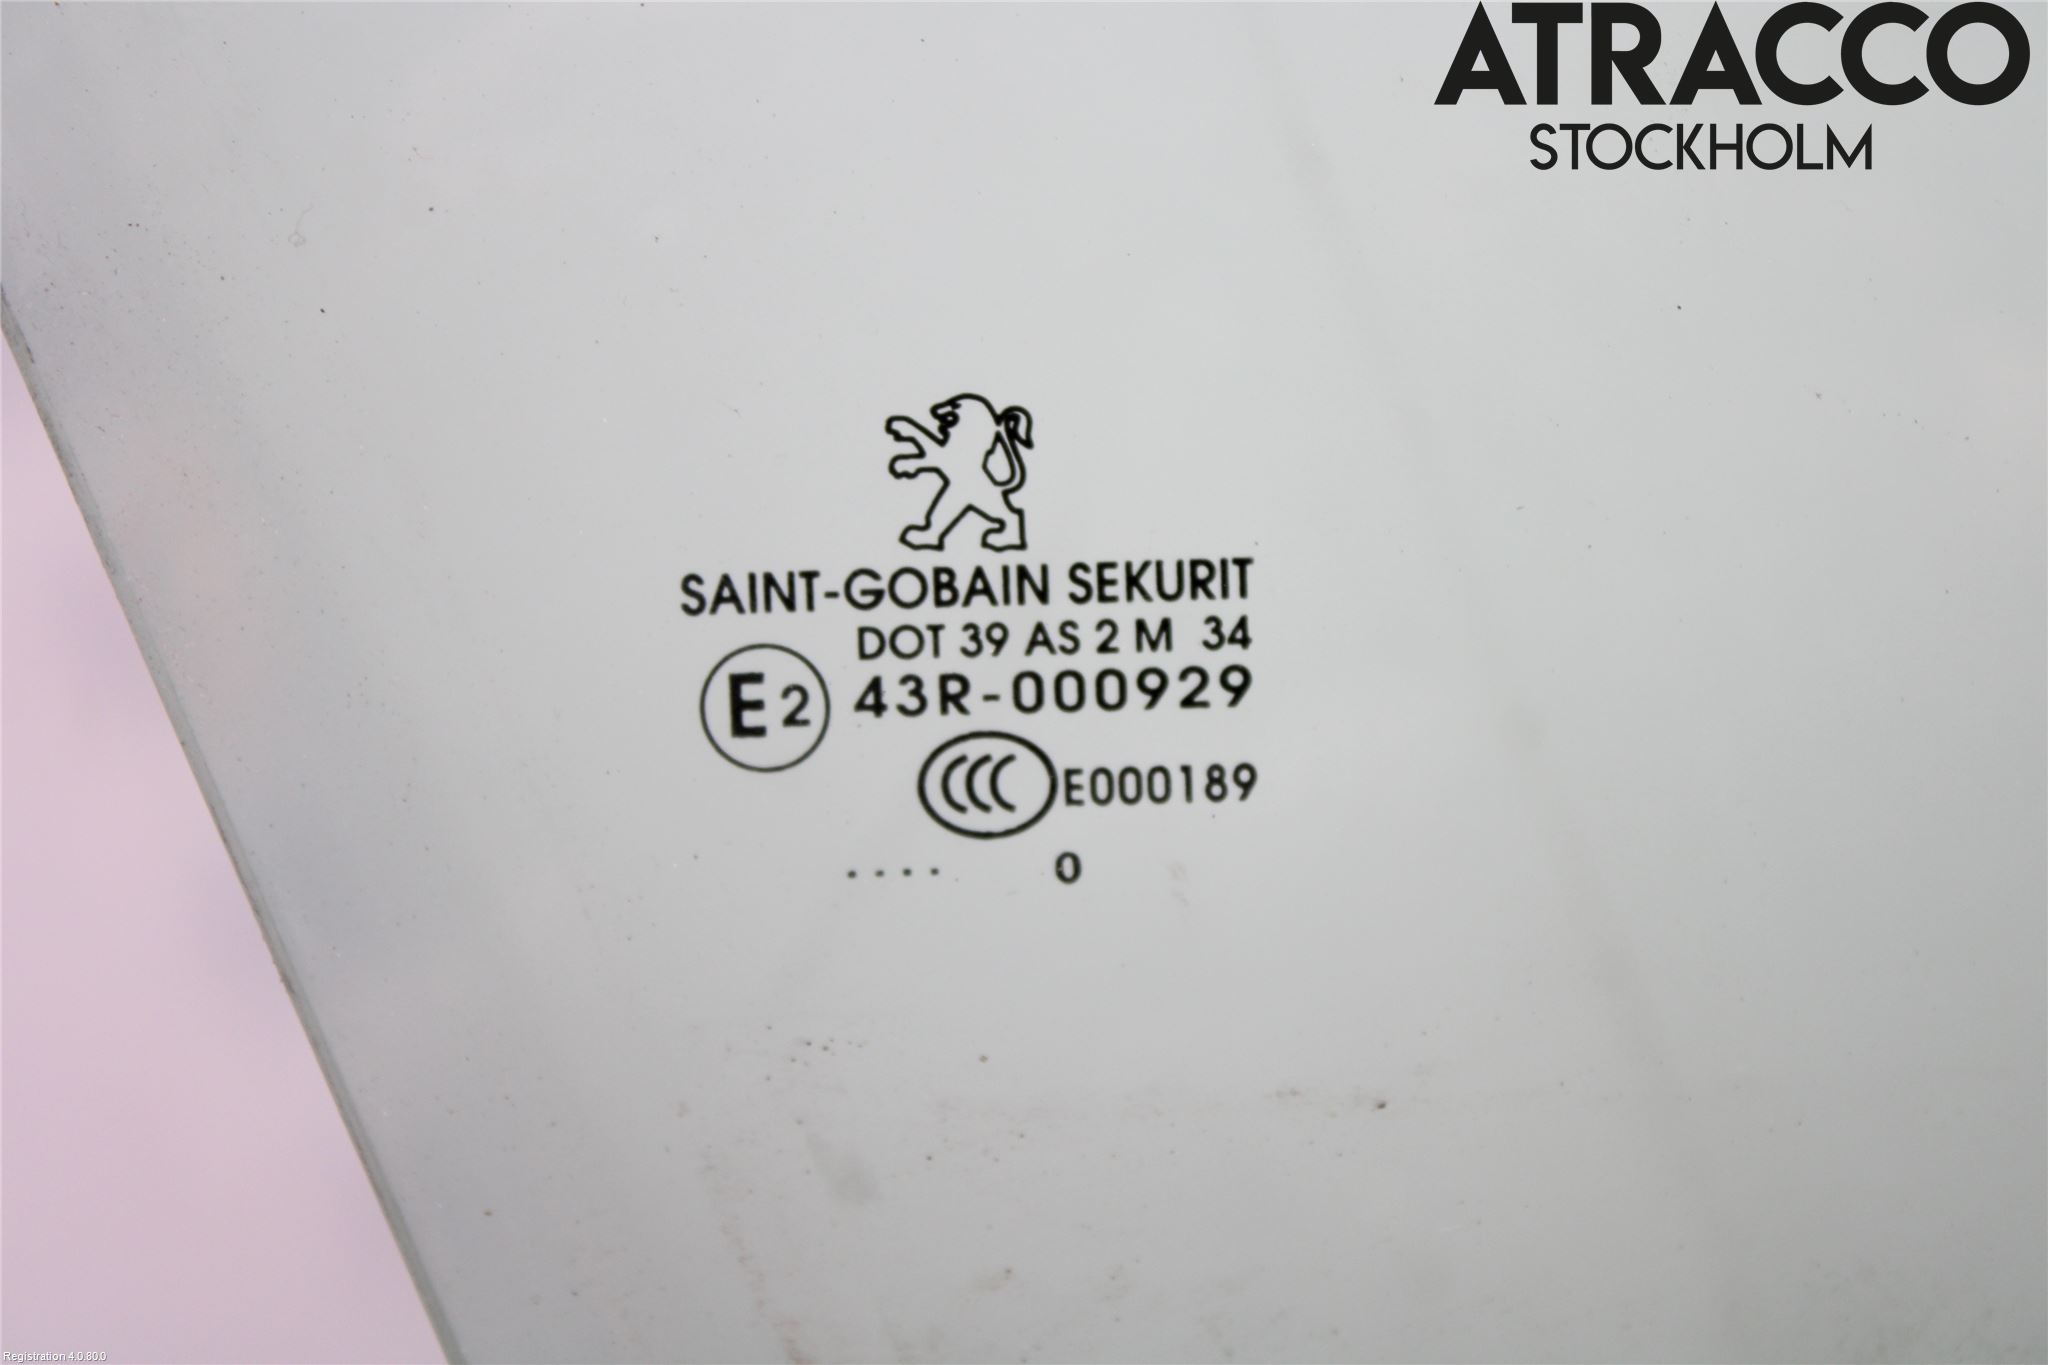 ATRACCO
STOCKHOLM
SAINT-GOBAIN SEKURIT
DOT 39 AS 2 M 34
E2 43R-000929
CCC E000189
.... 0
Registration 4.0.80.0